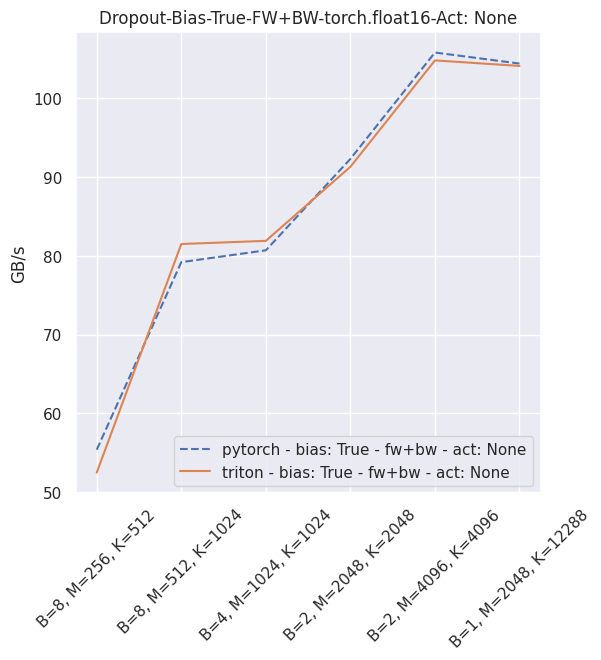 Dropout-Bias-True-FW+BW-torch.float16-Act: None
GB/s
100
90
80
70
60
50
pytorch - bias: True - fw+bw - act: None
triton - bias: True - fw+bw - act: None
B=8, M=256, K=512
B=8, M=512, K=1024
B=4, M=1024, K=1024
B=2, M=2048, K=2048
B=2, M=4096, K=4096
B=1, M=2048, K=12288